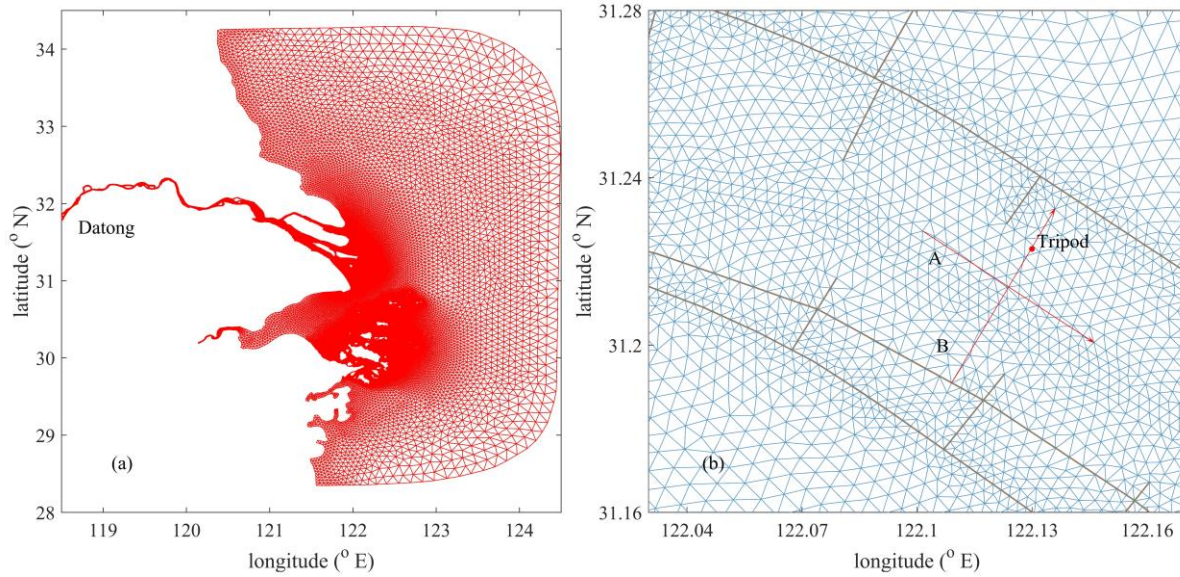 34
33
32
31
30
29
28
119
120
121
122
123
124
latitude (° N)
longitude (° E)
Datong
(a)
31.28
31.24
31.2
31.16
122.04
122.07
122.1
122.13
122.16
latitude (° N)
longitude (° E)
A
B
Tripod
(b)